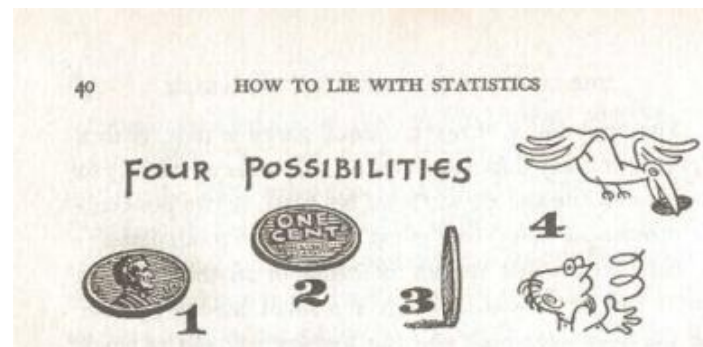 40 HOW TO LIE WITH STATISTICS
FOUR POSSIBILITIES
ONE
CENT
1
2
3
4